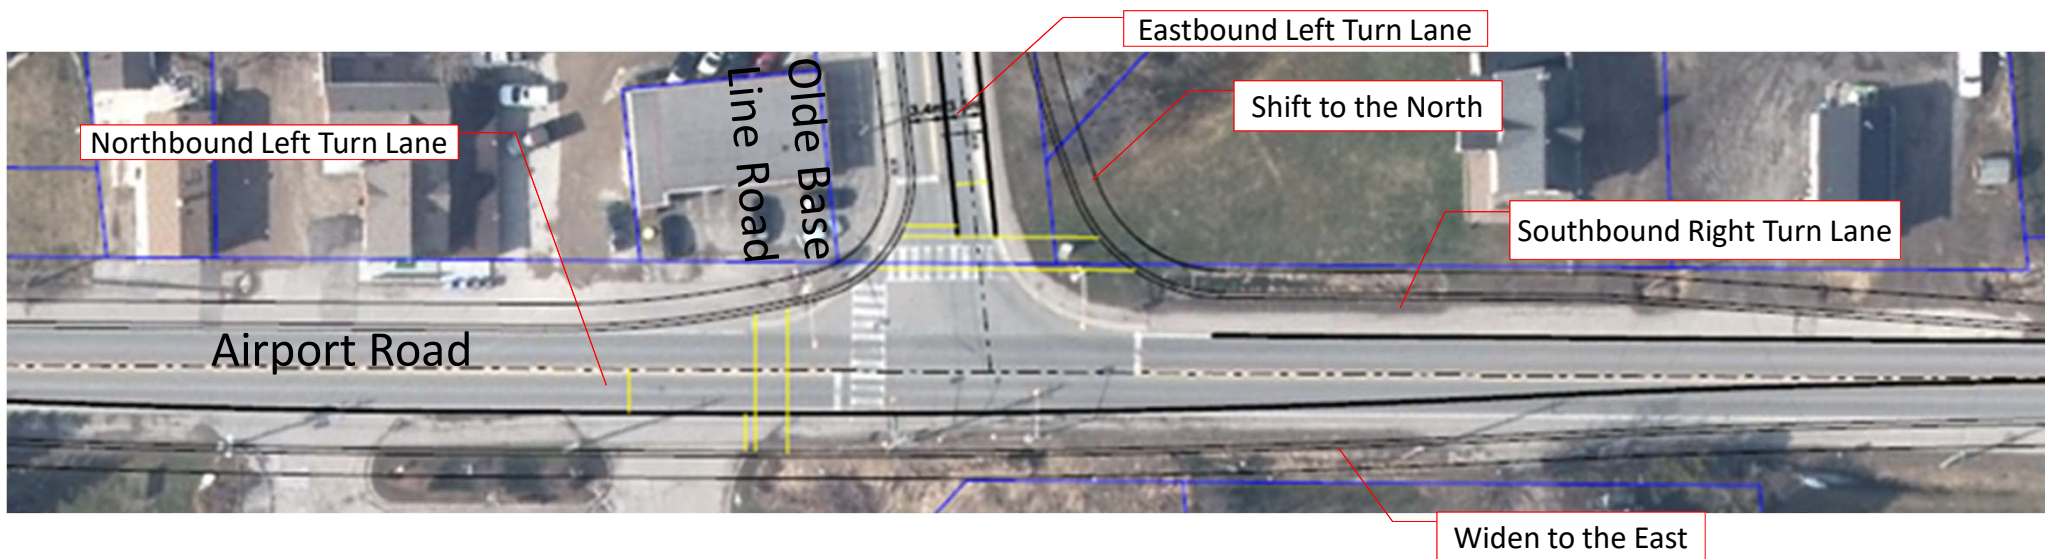 Eastbound Left Turn Lane
Olde Base
Line Road
Shift to the North
Northbound Left Turn Lane
Southbound Right Turn Lane
Airport Road
Widen to the East